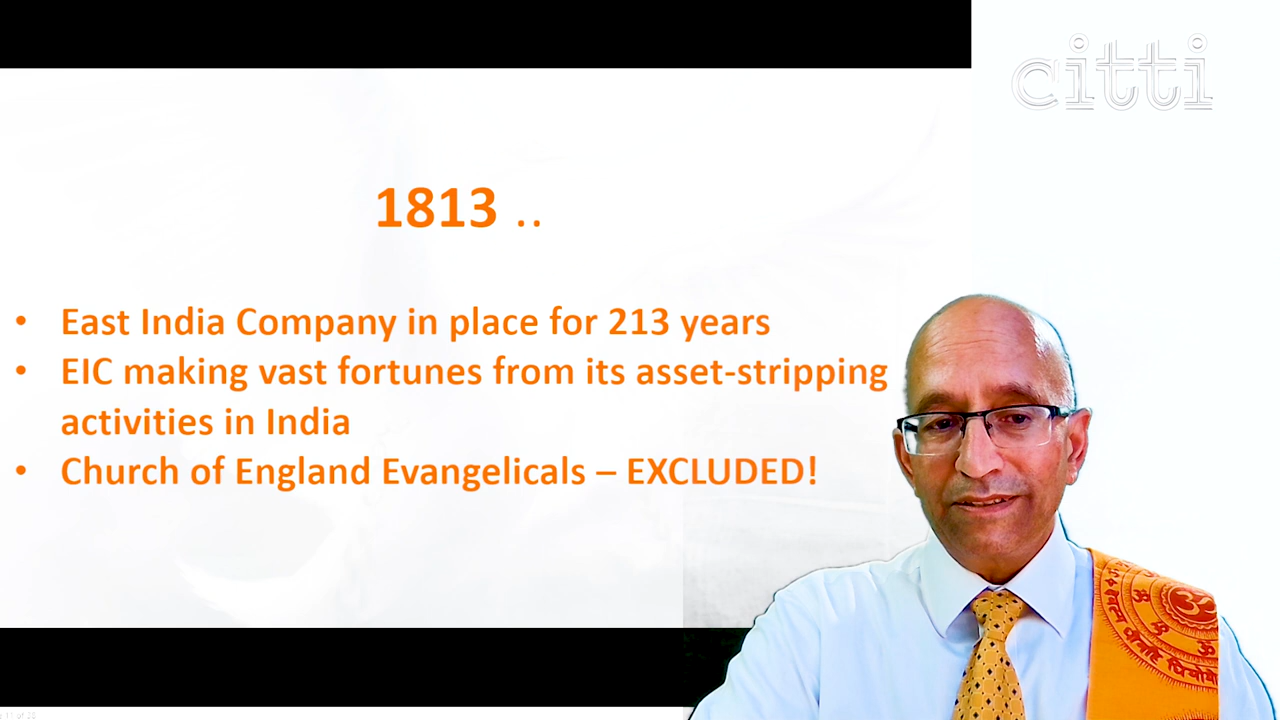 citti
1813 ..
• East India Company in place for 213 years
• EIC making vast fortunes from its asset-stripping
activities in India
• Church of England Evangelicals – EXCLUDED!
ॐ